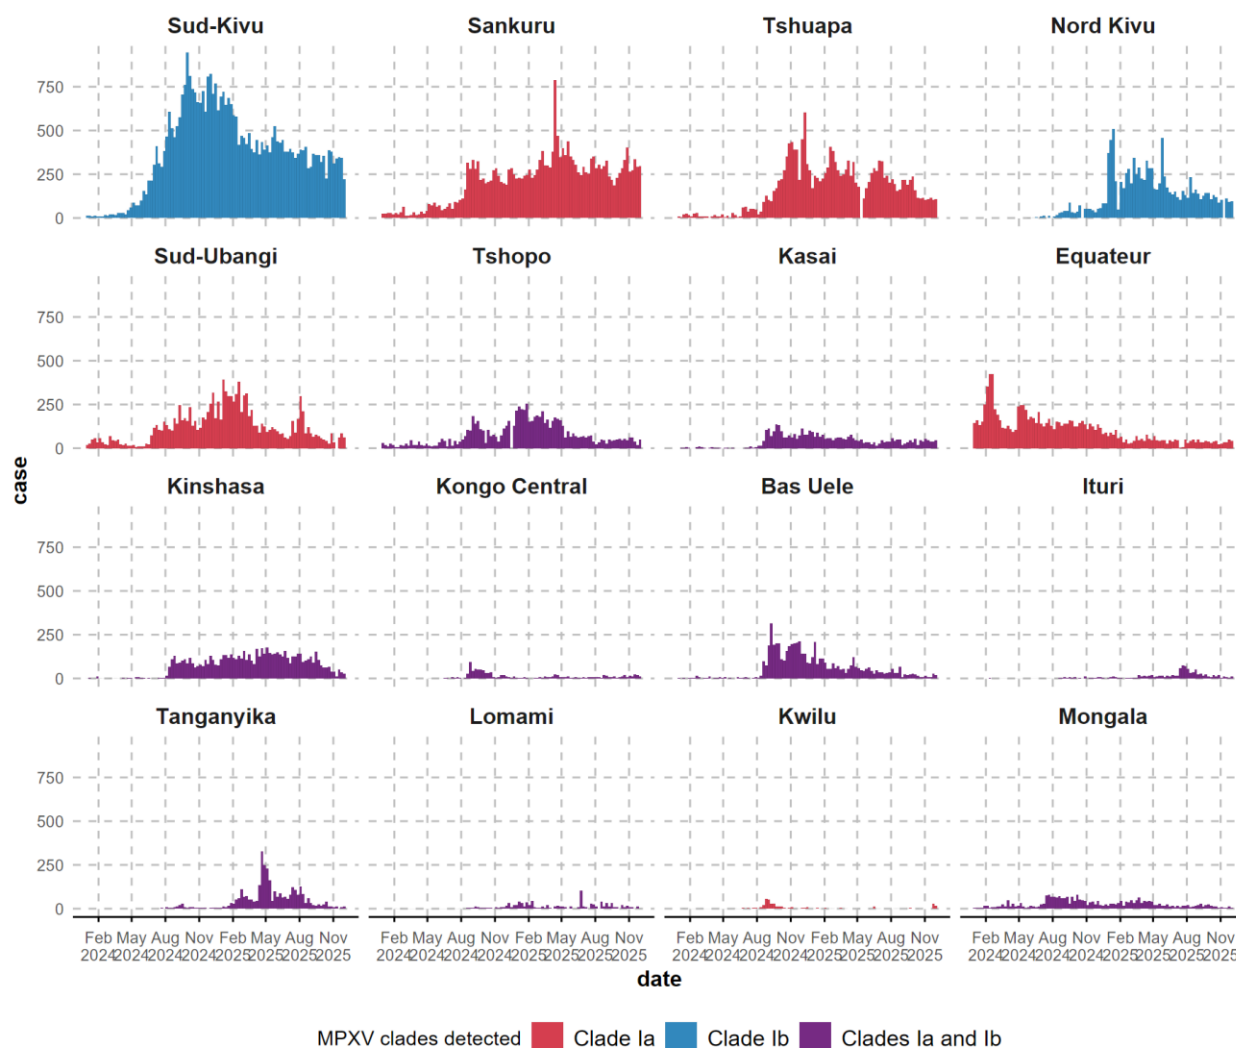 Sud-Kivu Sankuru Tshuapa Nord Kivu
750
500
250
0
Sud-Ubangi Tshopo Kasai Equateur
750
500
250
0
case
Kinshasa Kongo Central Bas Uele Ituri
750
500
250
0
Tanganyika Lomami Kwilu Mongala
750
500
250
0
Feb May Aug Nov Feb May Aug Nov Feb May Aug Nov Feb May Aug Nov Feb May Aug Nov Feb May Aug Nov Feb May Aug Nov Feb May Aug Nov
2024 2024 2024 2024 2025 2025 2025 2025 2024 2024 2024 2024 2025 2025 2025 2025 2024 2024 2024 2024 2025 2025 2025 2025 2024 2024 2024 2024 2025 2025 2025 2025
date
MPXV clades detected Clade Ia Clade Ib Clades Ia and Ib